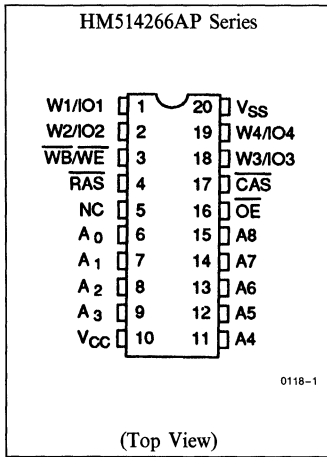 HM514266AP Series
W1/IO1 1 20 VSS
W2/IO2 2 19 W4/IO4
WB/WE 3 18 W3/IO3
RAS 4 17 CAS
NC 5 16 OE
A0 6 15 A8
A1 7 14 A7
A2 8 13 A6
A3 9 12 A5
VCC 10 11 A4
0118-1
(Top View)